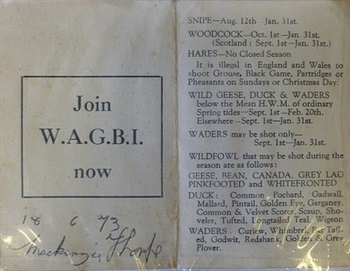 Join
W.A.G.B.I.
now
18 6 73
Mackenzie Thorpe
SNIPE—Aug. 12th Jan. 31st.
WOODCOCK—Oct. 1st—Jan. 31st.
(Scotland: Sept. 1st—Jan. 31st.)
HARES—No Closed Season
It is illegal in England and Wales to
shoot Grouse, Black Game, Partridges or
Pheasants on Sundays or Christmas Day.
WILD GEESE, DUCK & WADERS
below the Mean H.W.M. of ordinary
Spring tides—Sept. 1st—Feb. 20th.
Elsewhere—Sept. 1st—Jan. 31st.
WADERS may be shot only—
Sept. 1st—Jan. 31st.
WILDFOWL that may be shot during the
season are as follows:
GEESE, BEAN, CANADA, GREY LAG
PINKFOOTED and WHITEFRONTED
DUCK: Common Pochard, Gadwall,
Mallard, Pintail, Golden Eye, Garganey,
Common & Velvet Scoter, Scaup, Shov-
eler, Tufted, Longtailed, Teal, Wigeon
WADERS: Curlew, Whimbrel, Bar Tail-
ed, Godwit, Redshank, Golden & Grey
Plover.